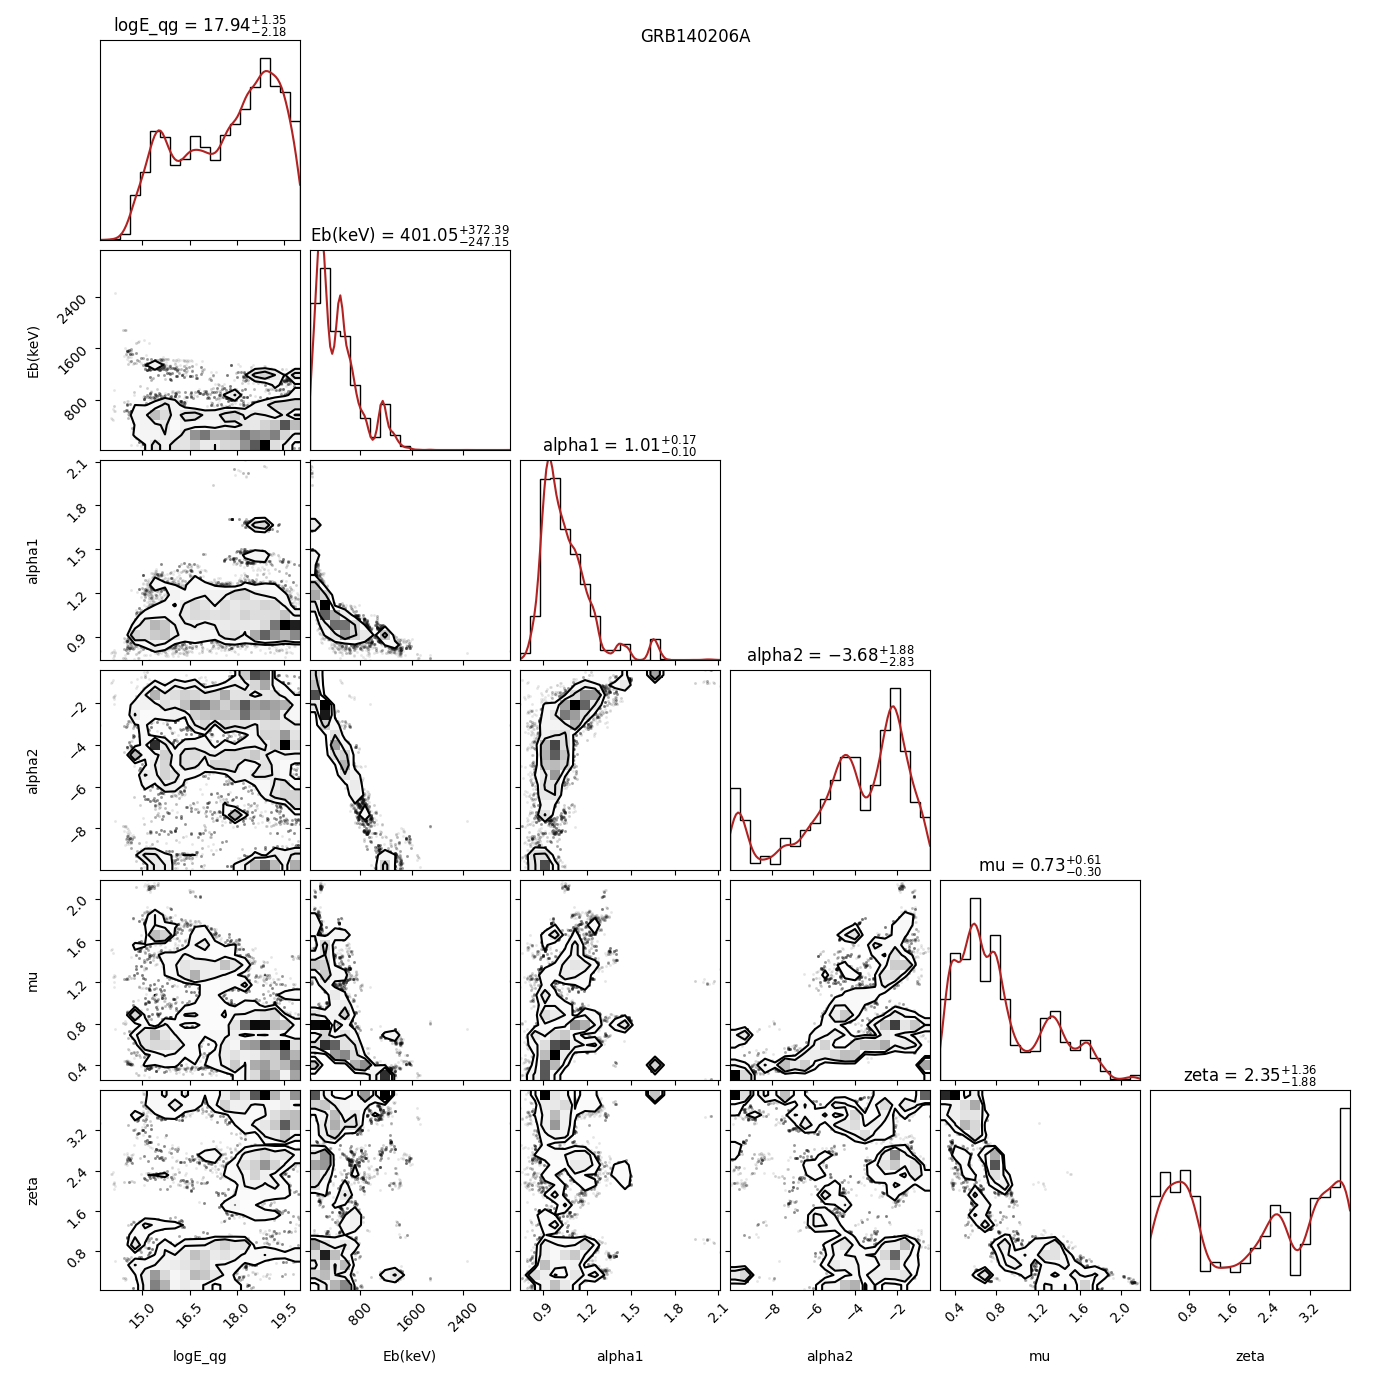 logE_qg = 17.94+1.35−2.18
GRB140206A
Eb(keV) = 401.05+372.39−247.15
2400
1600
800
Eb(keV)
alpha1 = 1.01+0.17−0.10
2.1
1.8
1.5
1.2
0.9
alpha1
alpha2 = −3.68+1.88−2.83
−2
−4
−6
−8
alpha2
mu = 0.73+0.61−0.30
2.0
1.6
1.2
0.8
0.4
mu
zeta = 2.35+1.36−1.88
3.2
2.4
1.6
0.8
zeta
15.0 16.5 18.0 19.5 800 1600 2400 0.9 1.2 1.5 1.8 2.1 −8 −6 −4 −2 0.4 0.8 1.2 1.6 2.0 0.8 1.6 2.4 3.2
logE_qg Eb(keV) alpha1 alpha2 mu zeta